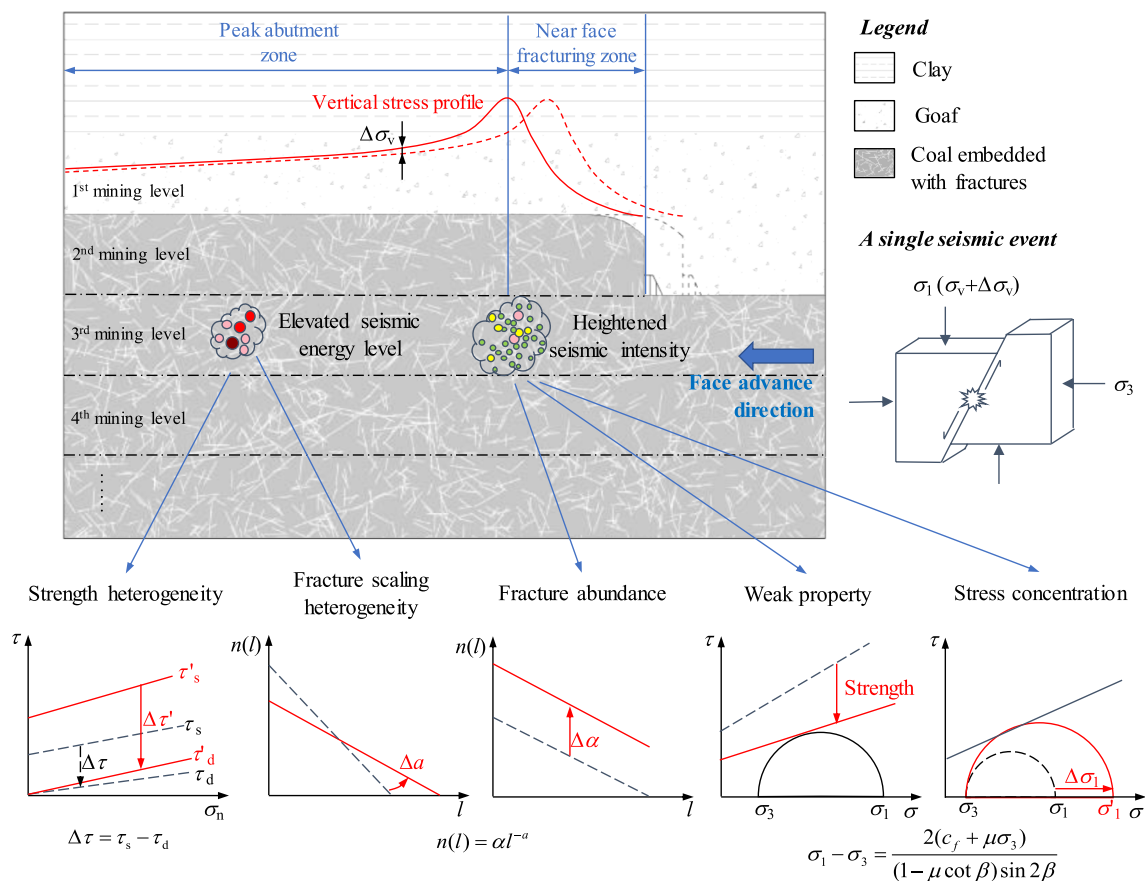 Peak abutment
zone
Near face
fracturing zone
Vertical stress profile
Δσv
1st mining level
2nd mining level
3rd mining level
4th mining level
......
Elevated seismic
energy level
Heightened
seismic intensity
Face advance
direction
Legend
Clay
Goaf
Coal embedded
with fractures
A single seismic event
σ1 (σv+Δσv)
σ3
Strength heterogeneity
Fracture scaling
heterogeneity
Fracture abundance
Weak property
Stress concentration
τ
τ's
Δτ'
τs
τ'd
Δτ
τd
σn
Δτ = τs − τd
n(l)
Δa
l
n(l)
Δα
l
n(l) = αl^−a
τ
Strength
σ3
σ1
σ
τ
Δσ1
σ3
σ1
σ'1
σ
σ1 − σ3 = 2(cf + μσ3) / (1 − μ cot β) sin 2β